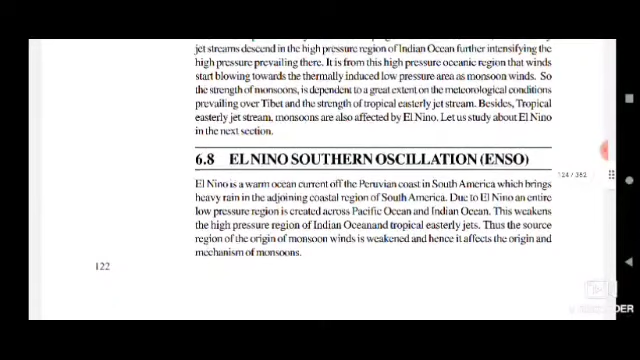 jet streams descend in the high pressure region of Indian Ocean further intensifying the
high pressure prevailing there. It is from this high pressure oceanic region that winds
start blowing towards the thermally induced low pressure area as monsoon winds. So
the strength of monsoons, is dependent to a great extent on the meteorological conditions
prevailing over Tibet and the strength of tropical easterly jet stream. Besides, Tropical
easterly jet stream, monsoons are also affected by El Nino. Let us study about El Nino
in the next section.
6.8 EL NINO SOUTHERN OSCILLATION (ENSO)
124 / 362
El Nino is a warm ocean current off the Peruvian coast in South America which brings
heavy rain in the adjoining coastal region of South America. Due to El Nino an entire
low pressure region is created across Pacific Ocean and Indian Ocean. This weakens
the high pressure region of Indian Oceanand tropical easterly jets. Thus the source
region of the origin of monsoon winds is weakened and hence it affects the origin and
mechanism of monsoons.
122